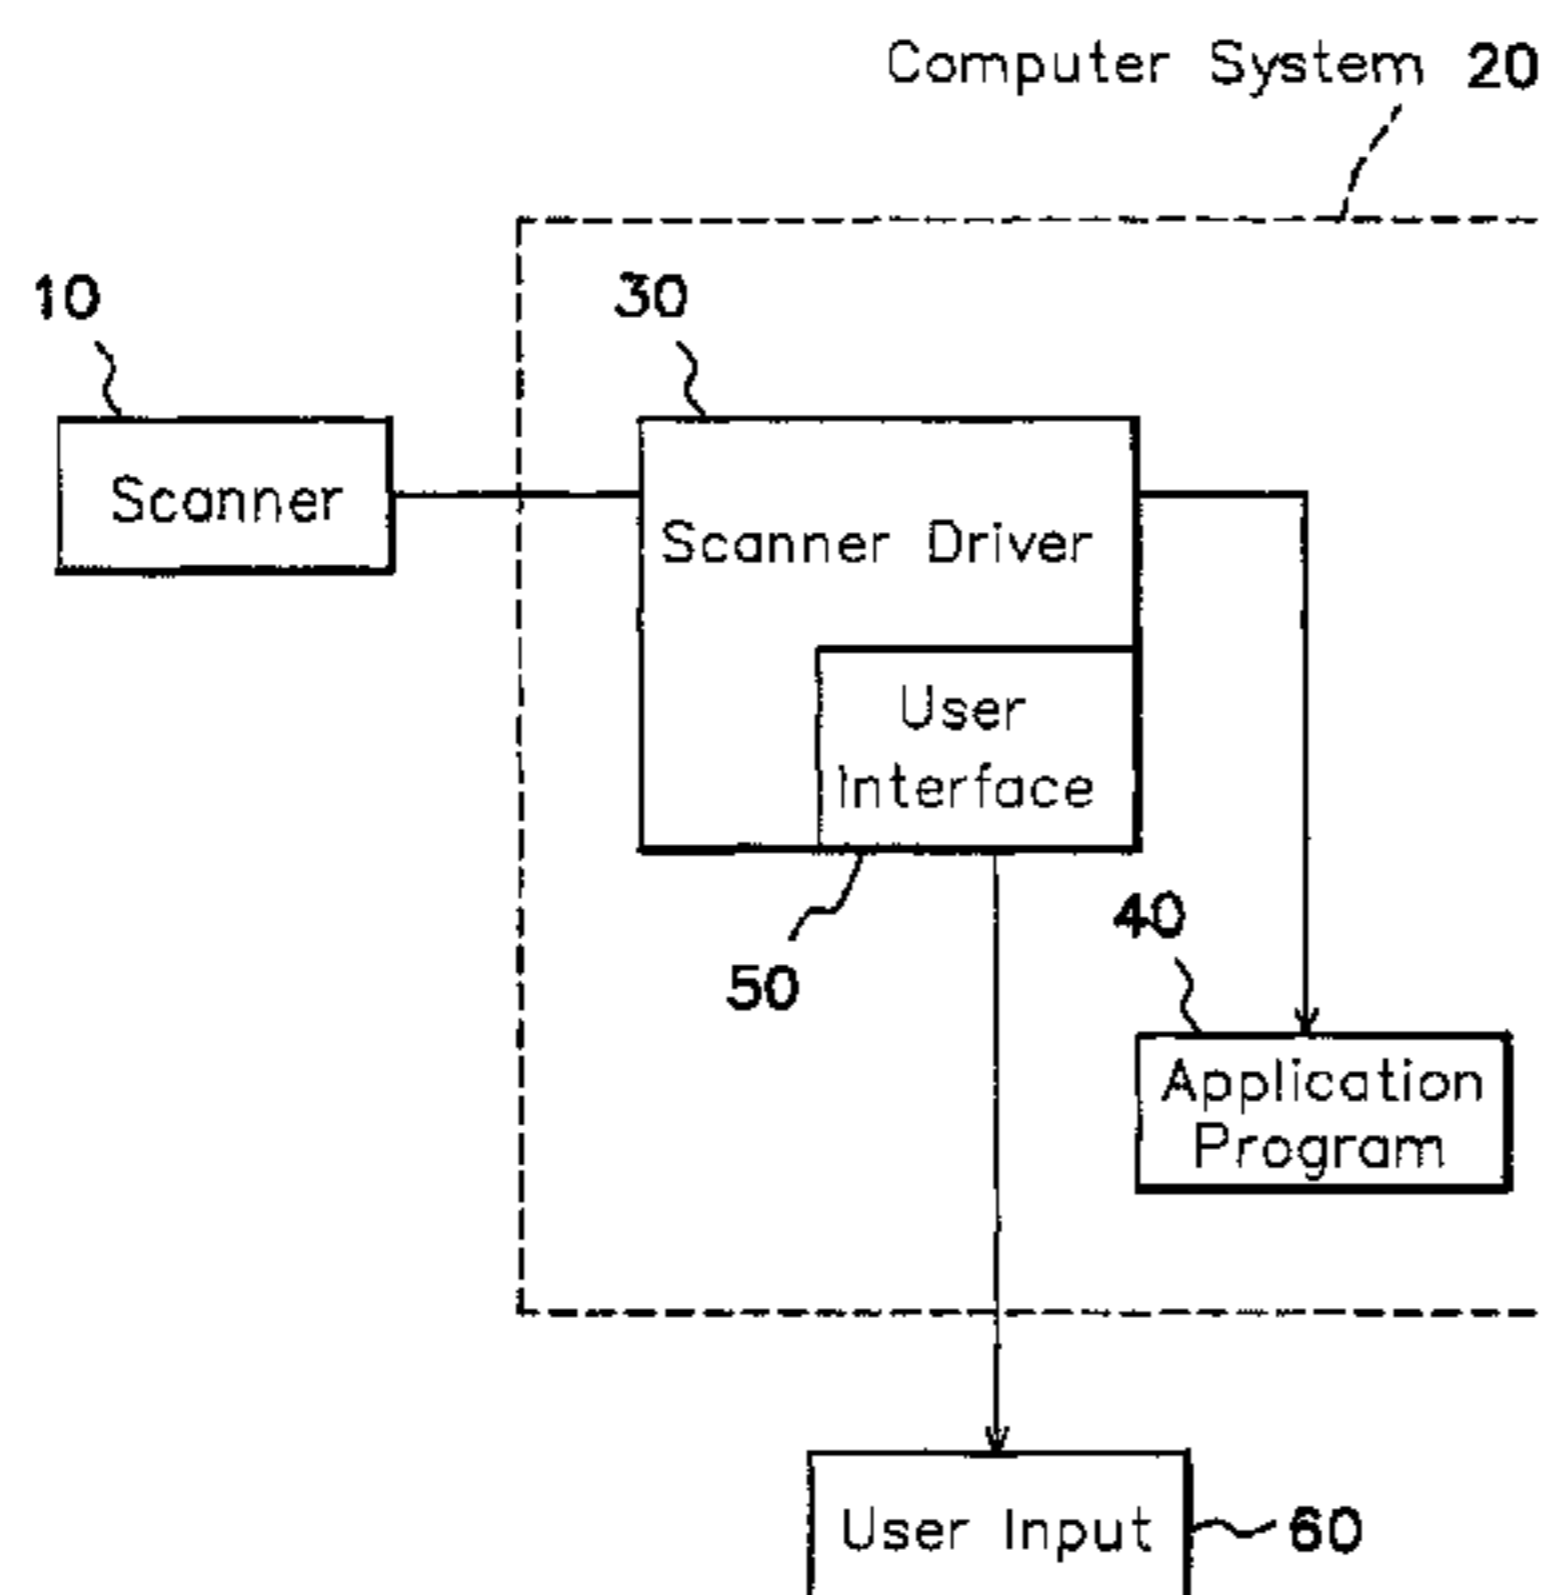 Computer System 20
10
30
Scanner
Scanner Driver
User
Interface
50
40
Application
Program
User Input 60